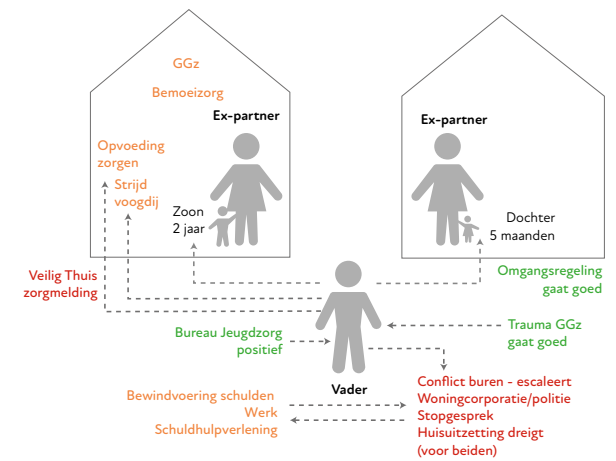 GGz
Bemoeizorg
Ex-partner
Opvoeding
zorgen
Strijd
voogdij
Zoon
2 jaar
Ex-partner
Dochter
5 maanden
Veilig Thuis
zorgmelding
Omgangsregeling
gaat goed
Bureau Jeugdzorg
positief
Trauma GGz
gaat goed
Vader
Bewindvoering schulden
Werk
Schuldhulpverlening
Conflict buren - escaleert
Woningcorporatie/politie
Stopgesprek
Huisuitzetting dreigt
(voor beiden)